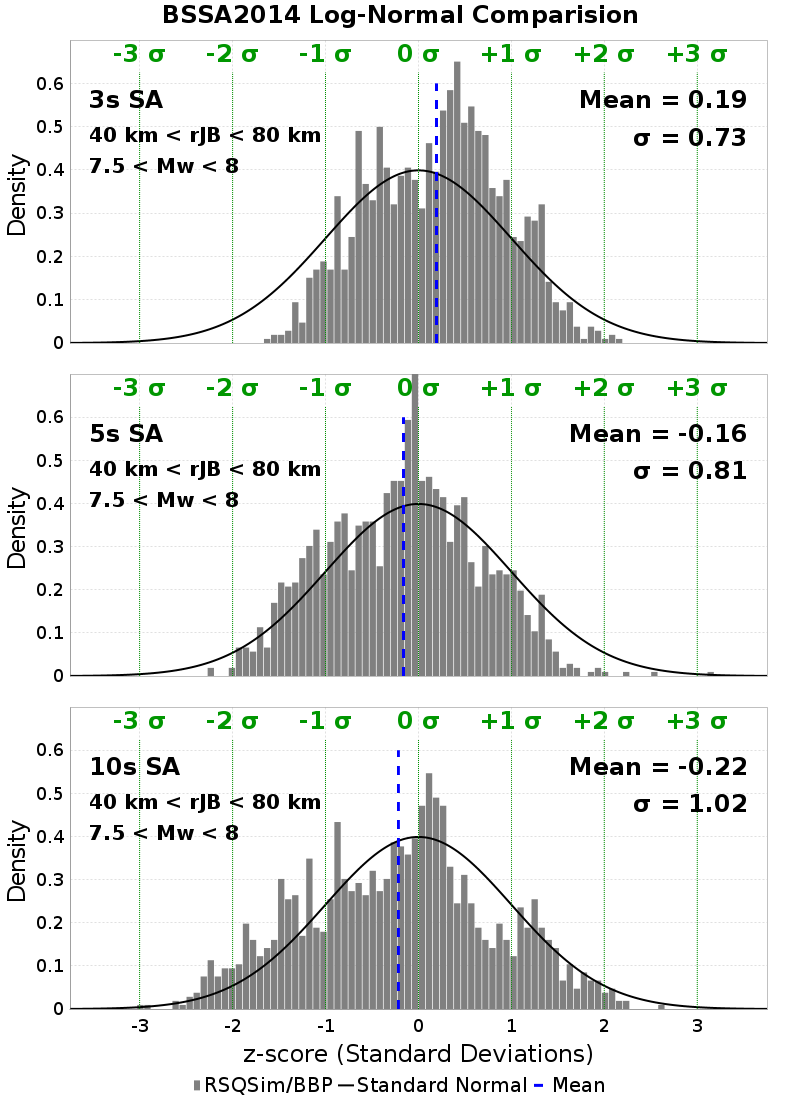 BSSA2014 Log-Normal Comparision
-3 σ -2 σ -1 σ 0 σ +1 σ +2 σ +3 σ
3s SA
Mean = 0.19
40 km < rJB < 80 km
σ = 0.73
7.5 < Mw < 8
Density
0.6
0.5
0.4
0.3
0.2
0.1
0
-3 σ -2 σ -1 σ 0 σ +1 σ +2 σ +3 σ
5s SA
Mean = -0.16
40 km < rJB < 80 km
σ = 0.81
7.5 < Mw < 8
Density
0.6
0.5
0.4
0.3
0.2
0.1
0
-3 σ -2 σ -1 σ 0 σ +1 σ +2 σ +3 σ
10s SA
Mean = -0.22
40 km < rJB < 80 km
σ = 1.02
7.5 < Mw < 8
Density
0.6
0.5
0.4
0.3
0.2
0.1
0
-3 -2 -1 0 1 2 3
z-score (Standard Deviations)
RSQSim/BBP Standard Normal Mean